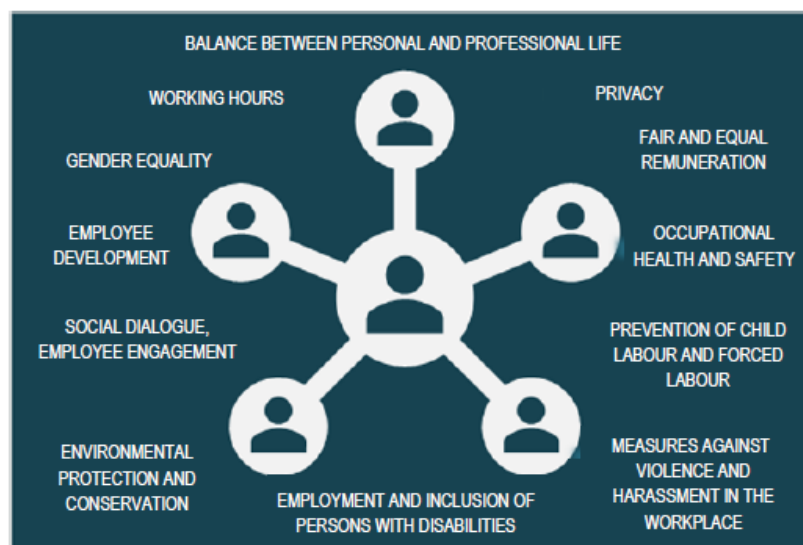 BALANCE BETWEEN PERSONAL AND PROFESSIONAL LIFE
WORKING HOURS
PRIVACY
GENDER EQUALITY
FAIR AND EQUAL
REMUNERATION
EMPLOYEE
DEVELOPMENT
OCCUPATIONAL
HEALTH AND SAFETY
SOCIAL DIALOGUE,
EMPLOYEE ENGAGEMENT
PREVENTION OF CHILD
LABOUR AND FORCED
LABOUR
ENVIRONMENTAL
PROTECTION AND
CONSERVATION
EMPLOYMENT AND INCLUSION OF
PERSONS WITH DISABILITIES
MEASURES AGAINST
VIOLENCE AND
HARASSMENT IN THE
WORKPLACE